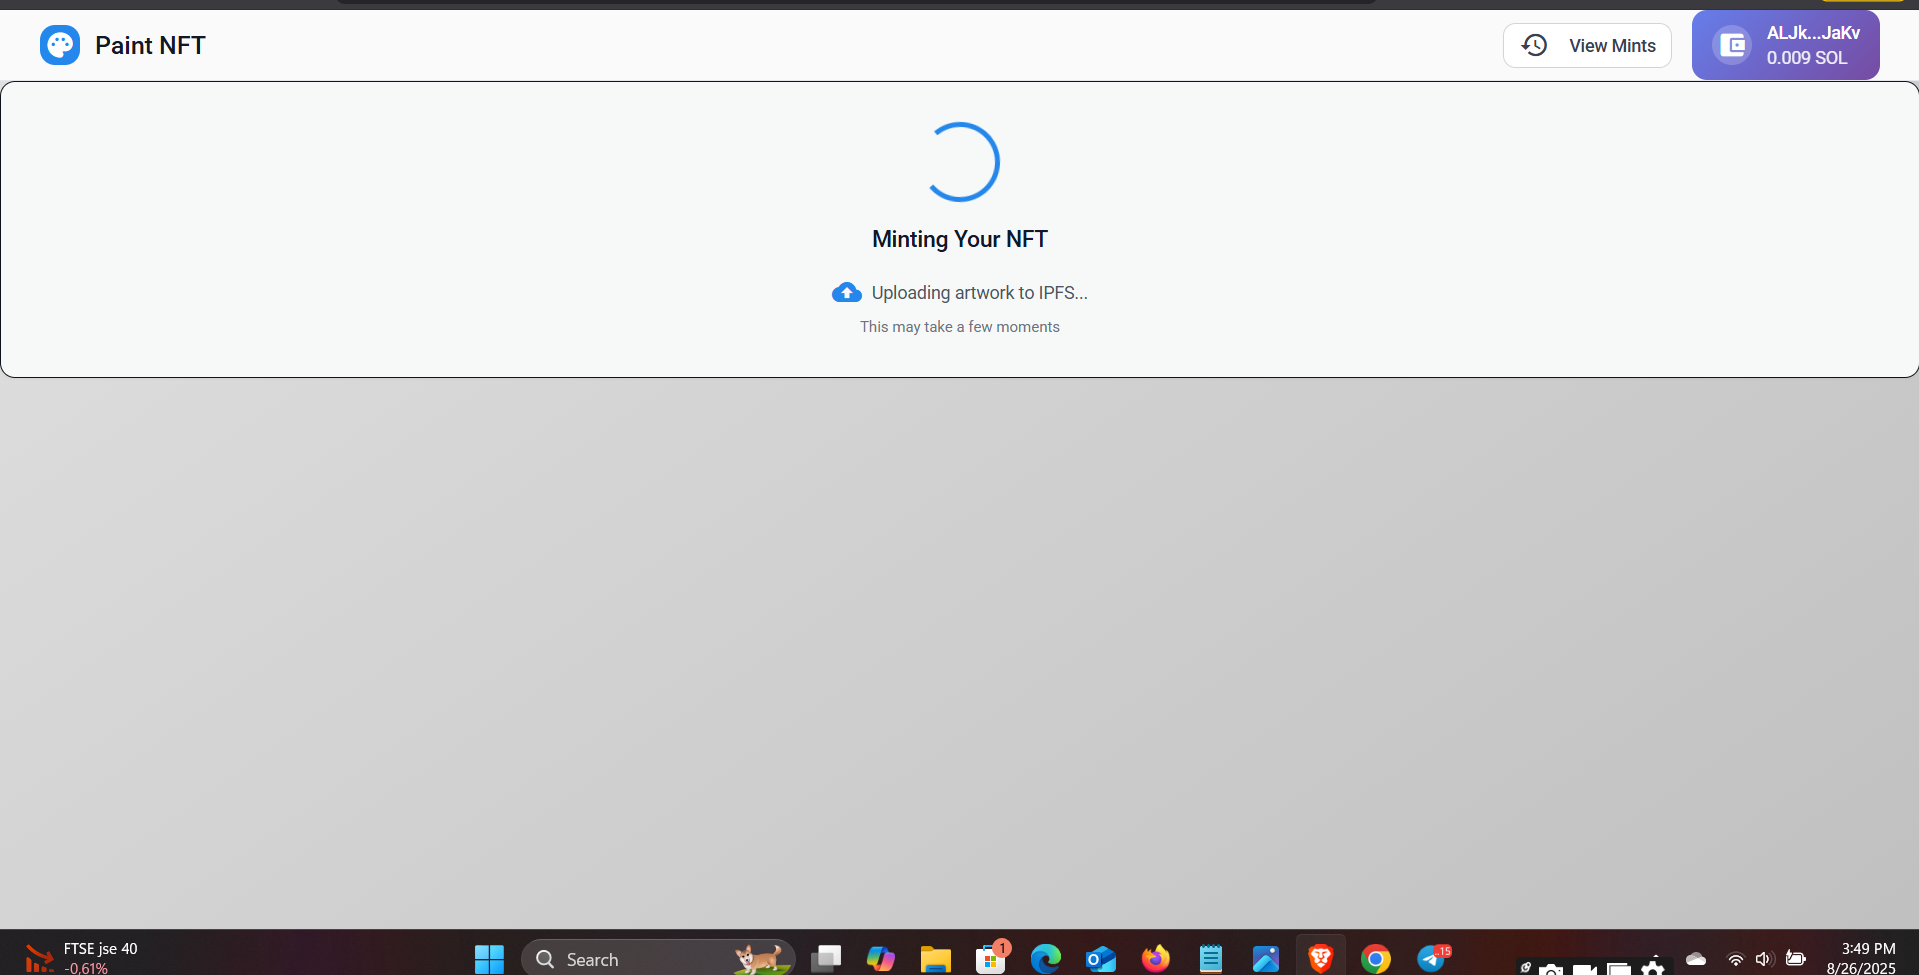 Paint NFT
View Mints
ALJk...JaKv
0.009 SOL
Minting Your NFT
Uploading artwork to IPFS...
This may take a few moments
FTSE jse 40
-0,61%
Search
1
15
3:49 PM
8/26/2025